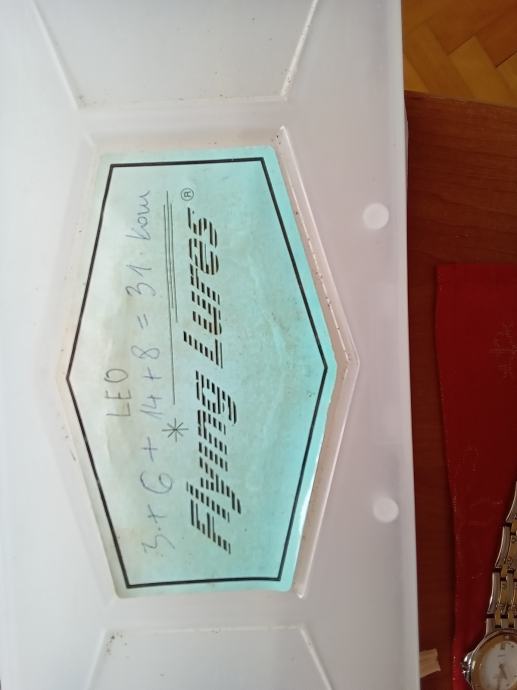 LEO
3 + 6 + 14 + 8 = 31 kom
Flying Lures ®